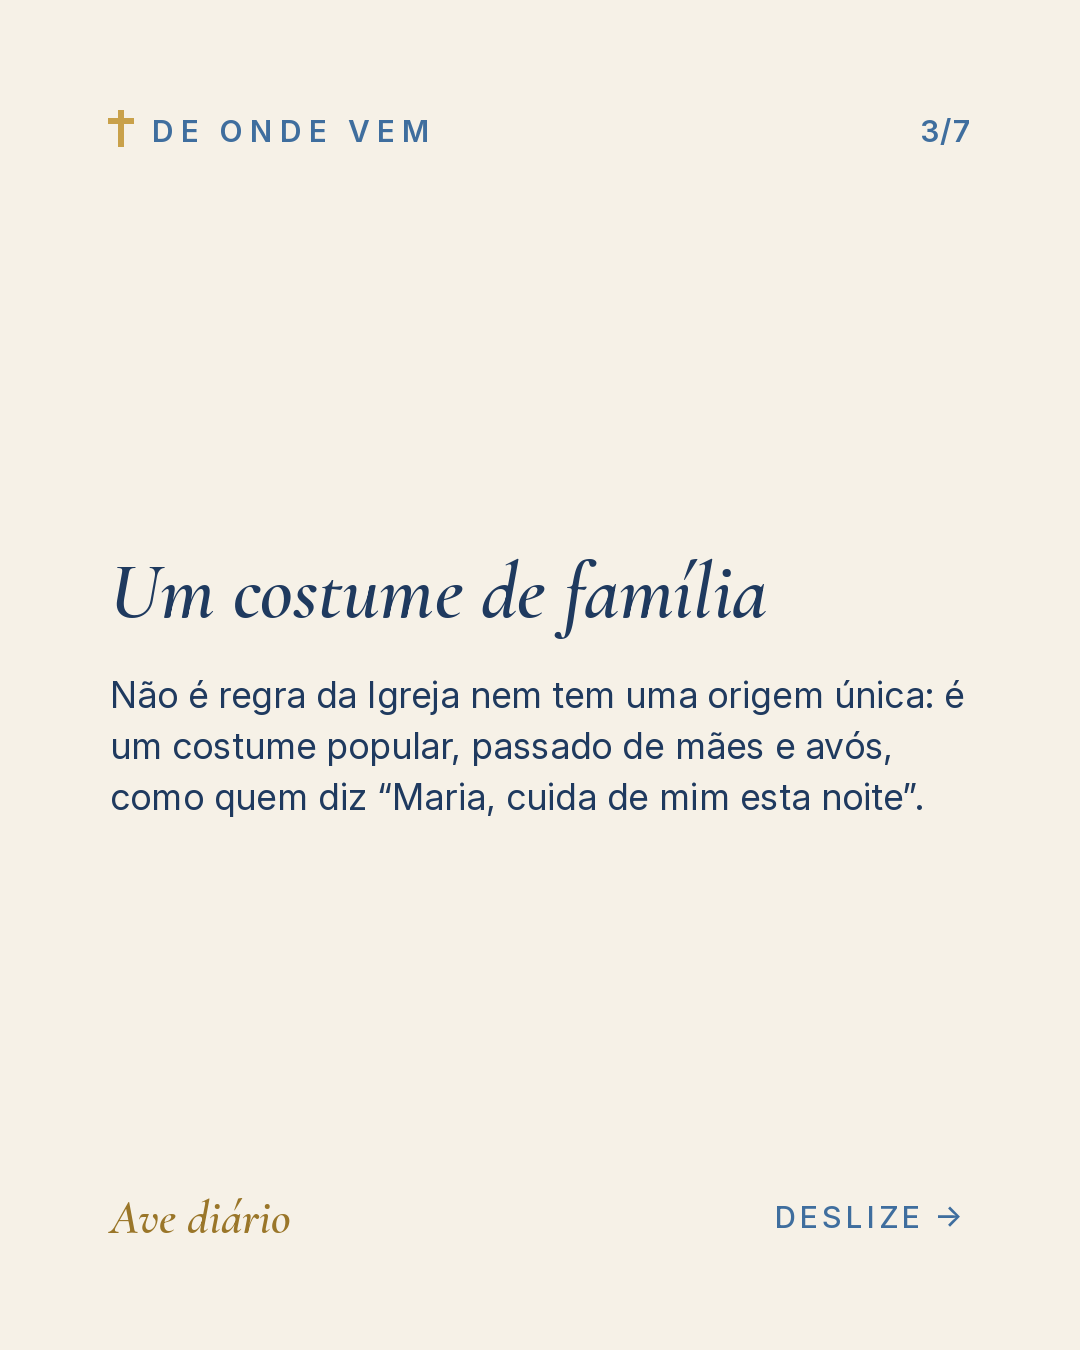 DE ONDE VEM
3/7
Um costume de família
Não é regra da Igreja nem tem uma origem única: é
um costume popular, passado de mães e avós,
como quem diz “Maria, cuida de mim esta noite”.
Ave diário
DESLIZE →